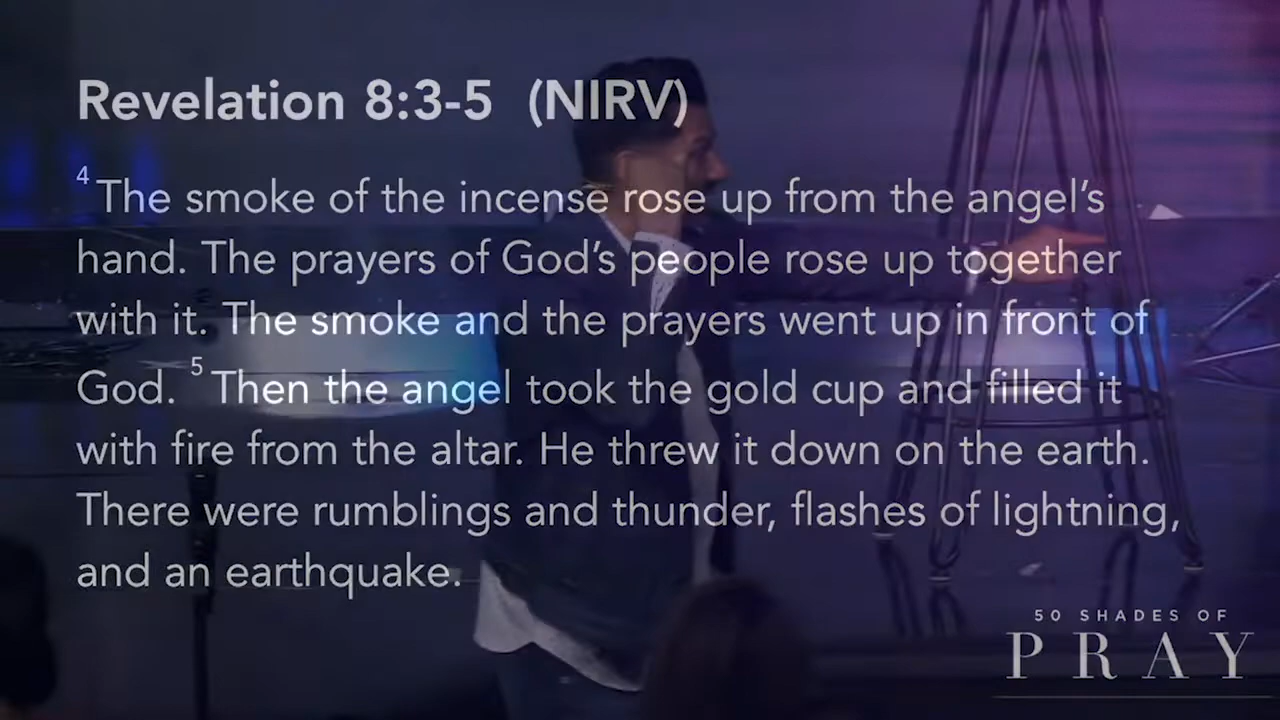 Revelation 8:3-5 (NIRV)
4 The smoke of the incense rose up from the angel’s
hand. The prayers of God’s people rose up together
with it. The smoke and the prayers went up in front of
God. 5 Then the angel took the gold cup and filled it
with fire from the altar. He threw it down on the earth.
There were rumblings and thunder, flashes of lightning,
and an earthquake.
50 SHADES OF
PRAY